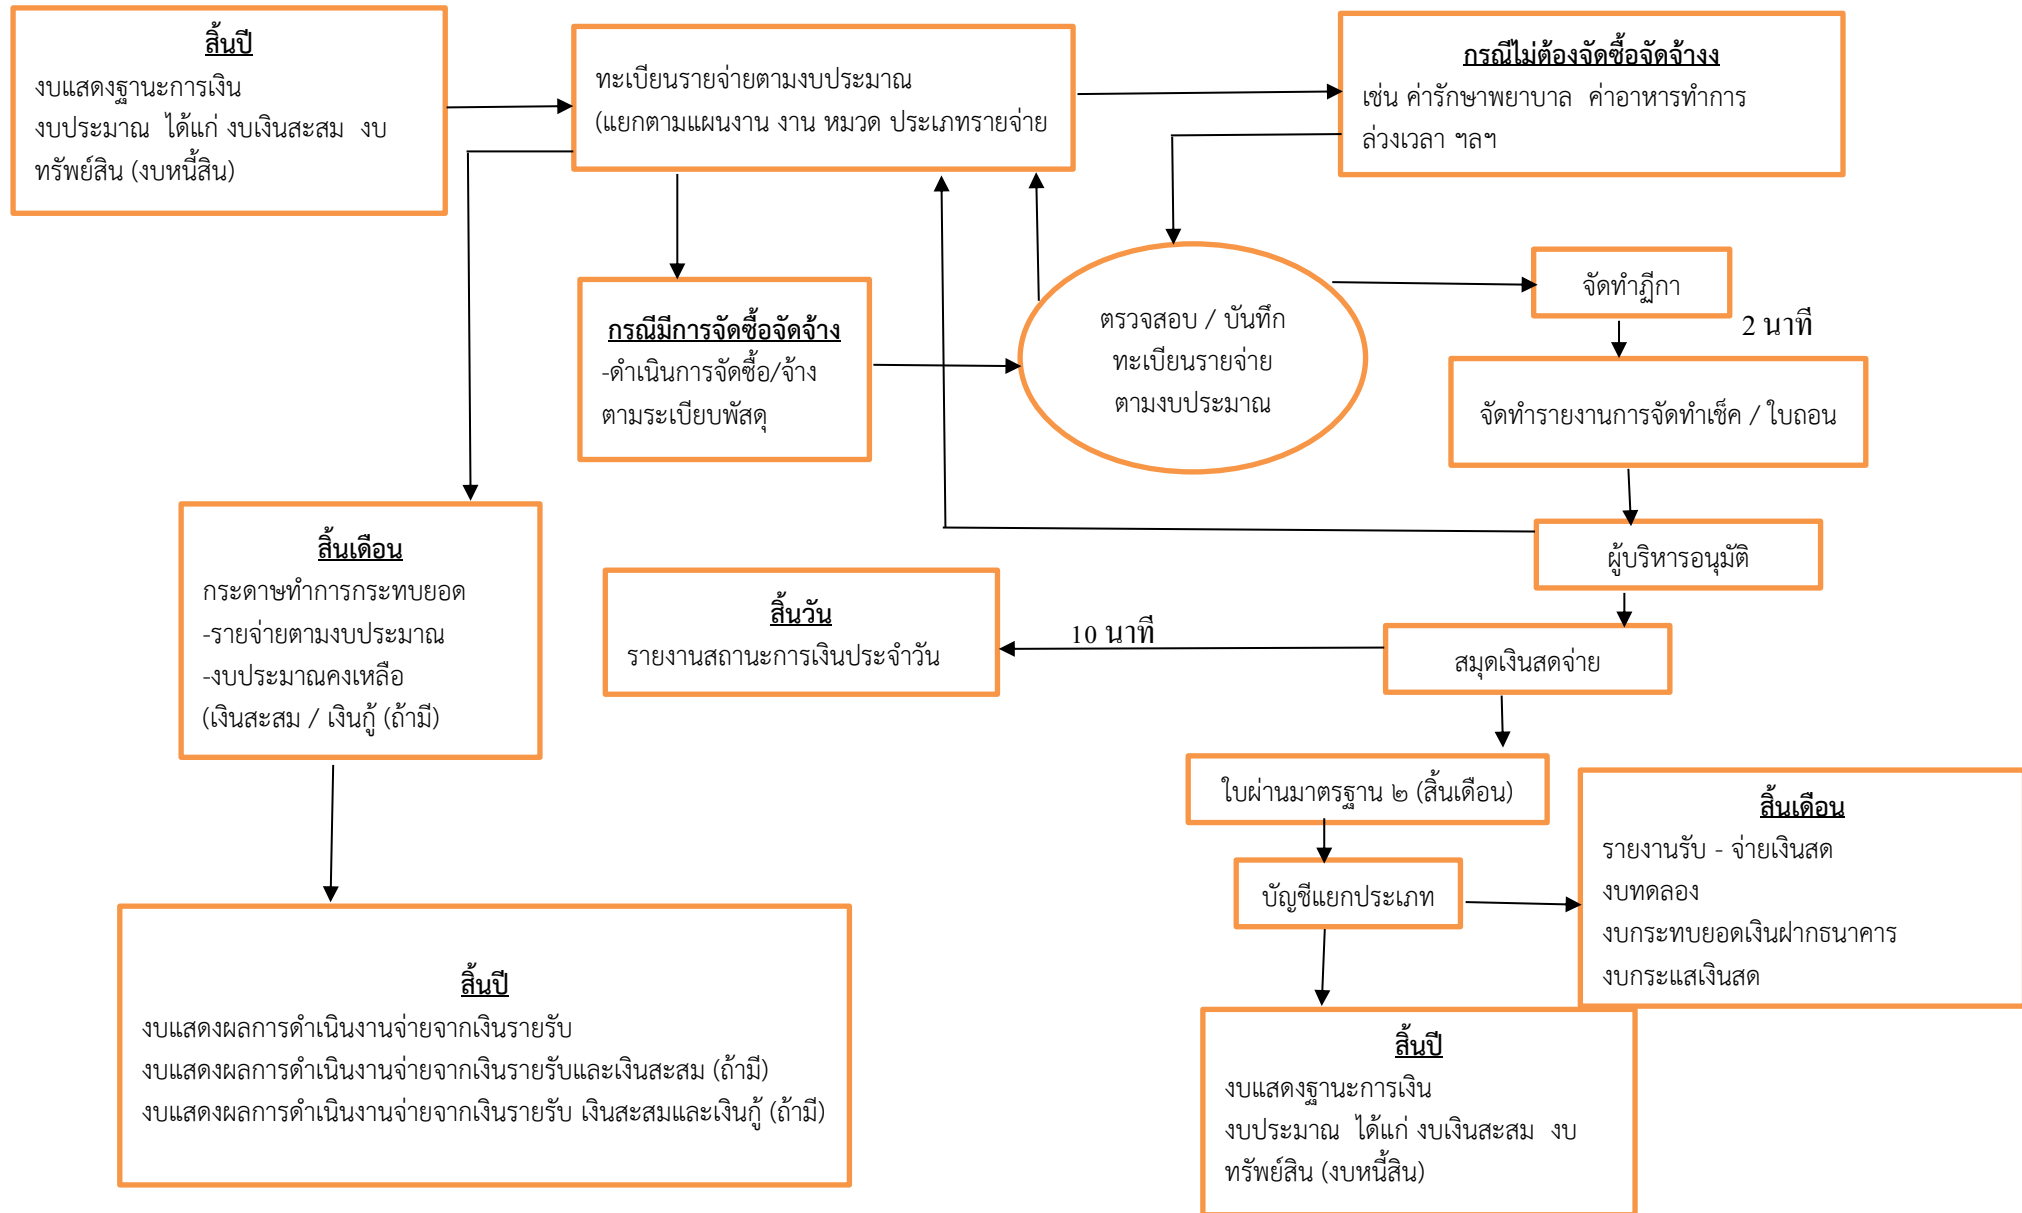 สิ้นปี
งบแสดงฐานะการเงิน
งบประมาณ ได้แก่ งบเงินสะสม งบ
ทรัพย์สิน (งบหนี้สิน)
ทะเบียนรายจ่ายตามงบประมาณ
(แยกตามแผนงาน งาน หมวด ประเภทรายจ่าย
กรณีไม่ต้องจัดซื้อจัดจ้างง
เช่น ค่ารักษาพยาบาล ค่าอาหารทำการ
ล่วงเวลา ฯลฯ
กรณีมีการจัดซื้อจัดจ้าง
-ดำเนินการจัดซื้อ/จ้าง
ตามระเบียบพัสดุ
ตรวจสอบ / บันทึก
ทะเบียนรายจ่าย
ตามงบประมาณ
จัดทำฎีกา
2 นาที
จัดทำรายงานการจัดทำเช็ค / ใบถอน
ผู้บริหารอนุมัติ
สิ้นเดือน
กระดาษทำการกระทบยอด
-รายจ่ายตามงบประมาณ
-งบประมาณคงเหลือ
(เงินสะสม / เงินกู้ (ถ้ามี)
สิ้นวัน
รายงานสถานะการเงินประจำวัน
10 นาที
สมุดเงินสดจ่าย
ใบผ่านมาตรฐาน ๒ (สิ้นเดือน)
บัญชีแยกประเภท
สิ้นเดือน
รายงานรับ - จ่ายเงินสด
งบทดลอง
งบกระทบยอดเงินฝากธนาคาร
งบกระแสเงินสด
สิ้นปี
งบแสดงผลการดำเนินงานจ่ายจากเงินรายรับ
งบแสดงผลการดำเนินงานจ่ายจากเงินรายรับและเงินสะสม (ถ้ามี)
งบแสดงผลการดำเนินงานจ่ายจากเงินรายรับ เงินสะสมและเงินกู้ (ถ้ามี)
สิ้นปี
งบแสดงฐานะการเงิน
งบประมาณ ได้แก่ งบเงินสะสม งบ
ทรัพย์สิน (งบหนี้สิน)